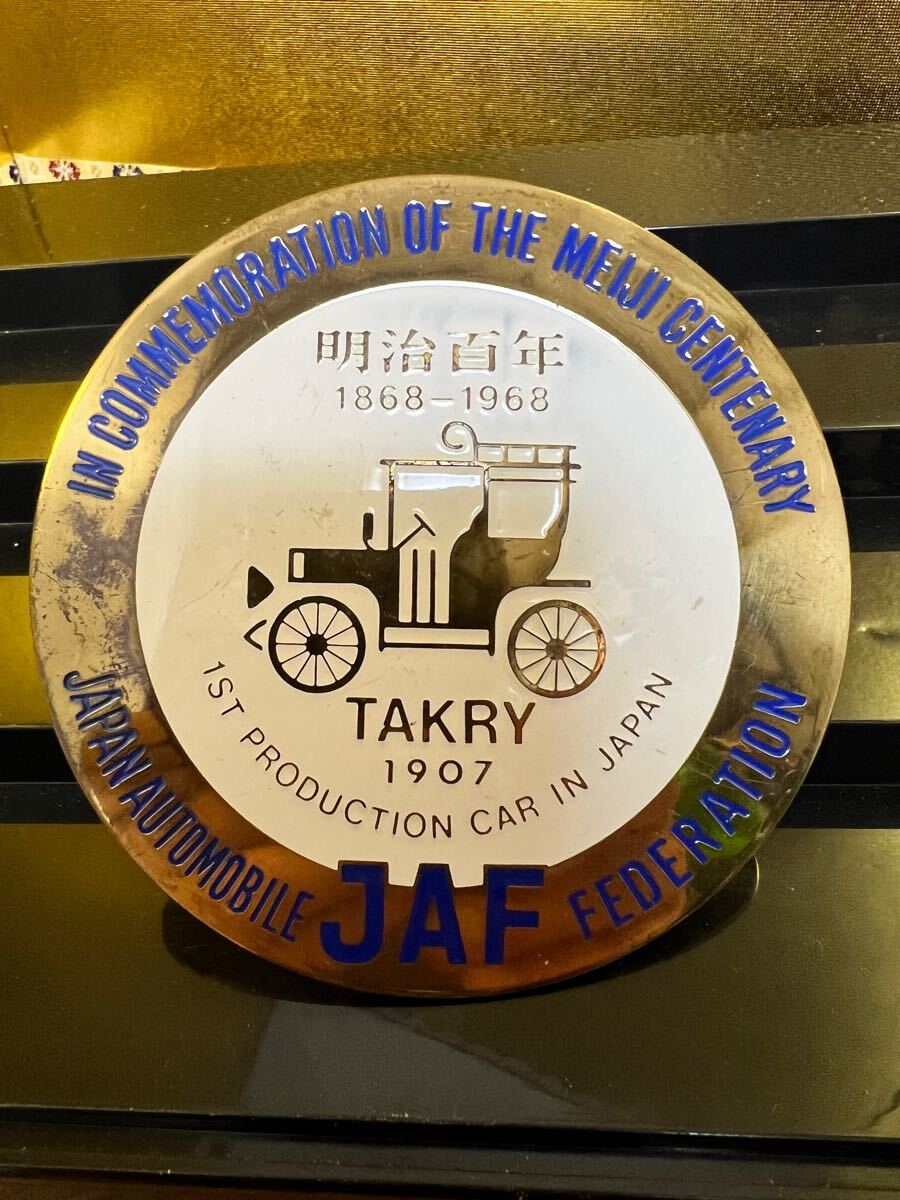 IN COMMEMORATION OF THE MEIJI CENTENARY
明治百年
1868-1968
TAKRY
1907
1ST PRODUCTION CAR IN JAPAN
JAPAN AUTOMOBILE JAF FEDERATION